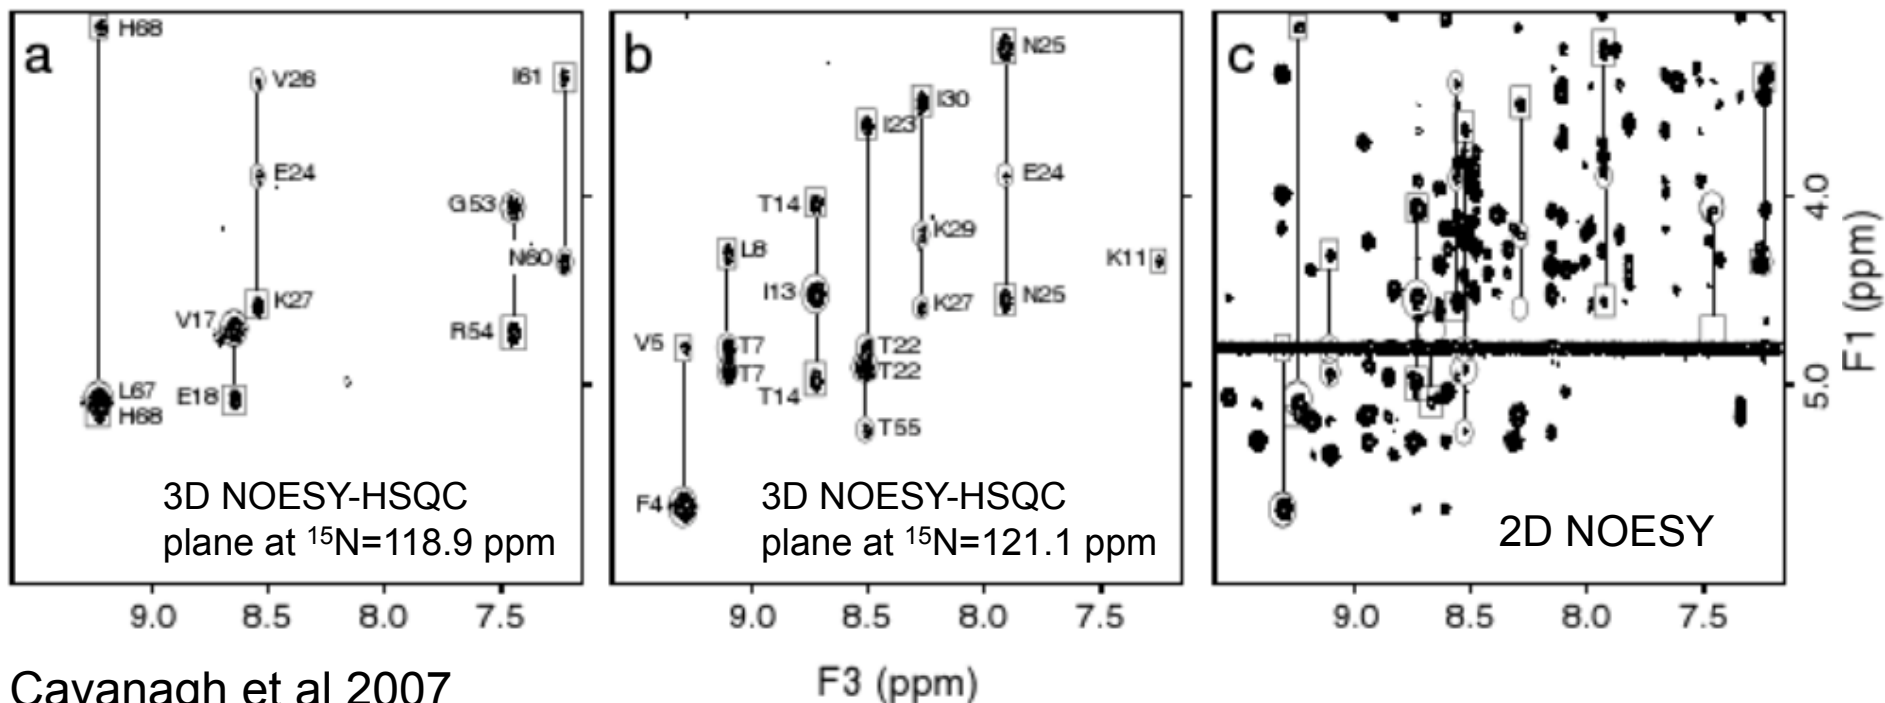 a
H68
V26
I61
E24
G53
N60
K27
V17
R54
L67
E18
H68
3D NOESY-HSQC
plane at ¹⁵N=118.9 ppm
9.0 8.5 8.0 7.5
b
N25
I30
I23
E24
T14
K29
L8
K11
I13
N25
K27
V5
T7
T22
T7
T22
T14
T55
F4
3D NOESY-HSQC
plane at ¹⁵N=121.1 ppm
9.0 8.5 8.0 7.5
F3 (ppm)
c
2D NOESY
9.0 8.5 8.0 7.5
4.0
5.0
F1 (ppm)
Cavanagh et al 2007